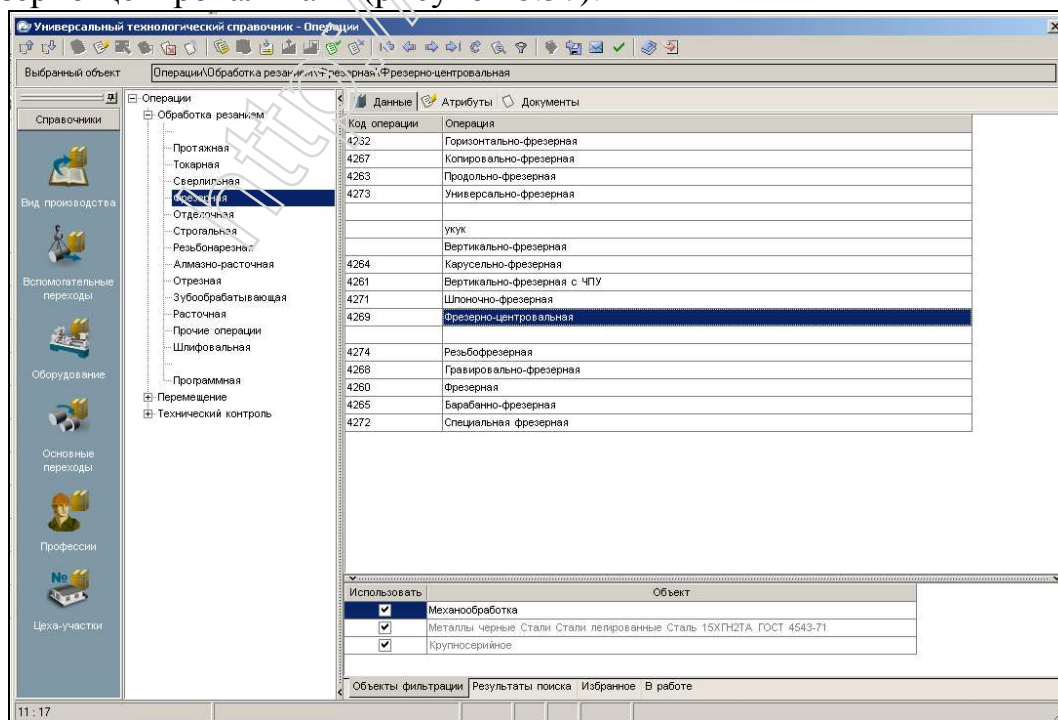 Универсальный технологический справочник - Операции
Выбранный объект Операции\Обработка резанием\Фрезерная\Фрезерно-центровальная
Справочники
Вид производства
Вспомогательные
переходы
Оборудование
Основные
переходы
Профессии
№
Цеха-участки
Операции
Обработка резанием
...
Протяжная
Токарная
Сверлильная
Фрезерная
Отделочная
Строгальная
Резьбонарезная
Алмазно-расточная
Отрезная
Зубообрабатывающая
Расточная
Прочие операции
Шлифовальная
...
Программная
Перемещение
Технический контроль
Данные Атрибуты Документы
Код операции Операция
4262 Горизонтально-фрезерная
4267 Копировально-фрезерная
4263 Продольно-фрезерная
4273 Универсально-фрезерная
укук
Вертикально-фрезерная
4264 Карусельно-фрезерная
4261 Вертикально-фрезерная с ЧПУ
4271 Шпоночно-фрезерная
4269 Фрезерно-центровальная
4274 Резьбофрезерная
4268 Гравировально-фрезерная
4260 Фрезерная
4265 Барабанно-фрезерная
4272 Специальная фрезерная
Использовать Объект
Механообработка
Металлы черные Стали Стали легированные Сталь 15ХГН2ТА ГОСТ 4543-71
Крупносерийное
Объекты фильтрации Результаты поиска Избранное В работе
11 : 17